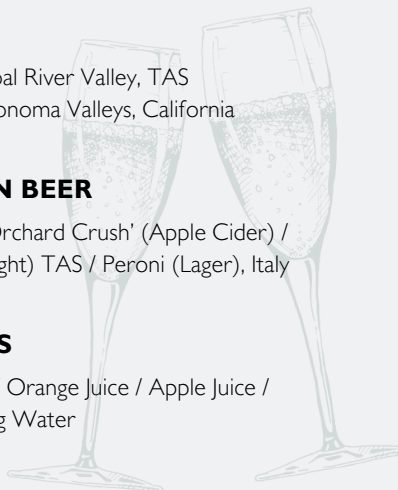 al River Valley, TAS
onoma Valleys, California
N BEER
Orchard Crush’ (Apple Cider) /
ght) TAS / Peroni (Lager), Italy
S
/ Orange Juice / Apple Juice /
g Water